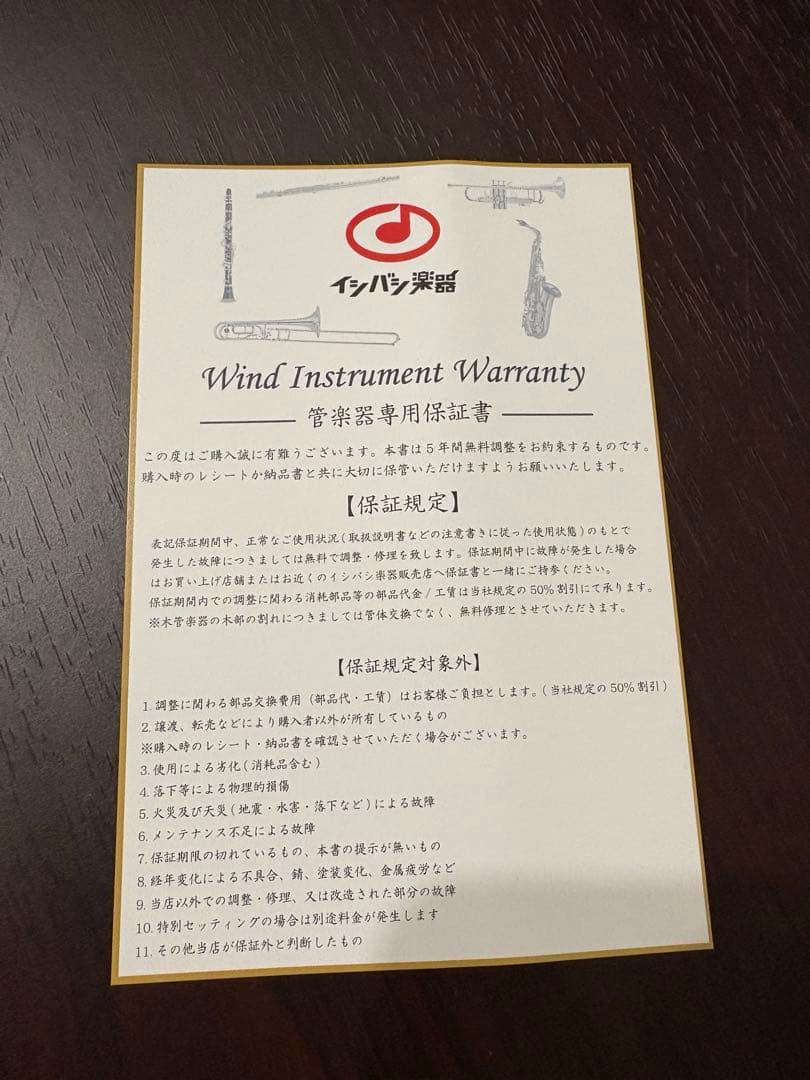 イシバシ楽器
Wind Instrument Warranty
管楽器専用保証書
この度はご購入誠に有難うございます。本書は5年間無料調整をお約束するものです。
購入時のレシートか納品書と共に大切に保管いただけますようお願いいたします。
【保証規定】
表記保証期間中、正常なご使用状況(取扱説明書などの注意書きに従った使用状態)のもとで
発生した故障につきましては無料で調整・修理を致します。保証期間中に故障が発生した場合
はお買い上げ店舗またはお近くのイシバシ楽器販売店へ保証書と一緒にご持参ください。
保証期間内での調整に関わる消耗部品等の部品代金/工賃は当社規定の50%割引にて承ります。
※木管楽器の木部の割れにつきましては管体交換でなく、無料修理とさせていただきます。
【保証規定対象外】
1. 調整に関わる部品交換費用（部品代・工賃）はお客様ご負担とします。(当社規定の50%割引)
2. 譲渡、転売などにより購入者以外が所有しているもの
※購入時のレシート・納品書を確認させていただく場合がございます。
3. 使用による劣化(消耗品含む)
4. 落下等による物理的損傷
5. 火災及び天災(地震・水害・落下など)による故障
6. メンテナンス不足による故障
7. 保証期限の切れているもの、本書の提示が無いもの
8. 経年変化による不具合、錆、塗装変化、金属疲労など
9. 当店以外での調整・修理、又は改造された部分の故障
10. 特別セッティングの場合は別途料金が発生します
11. その他当店が保証外と判断したもの